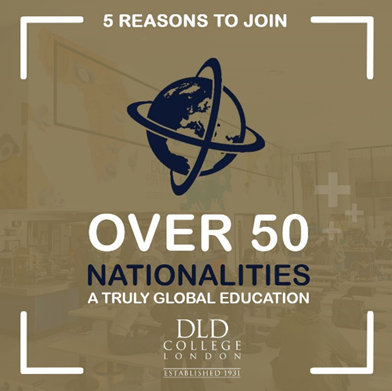 5 REASONS TO JOIN
OVER 50
NATIONALITIES
A TRULY GLOBAL EDUCATION
DLD
COLLEGE
LONDON
ESTABLISHED 1931